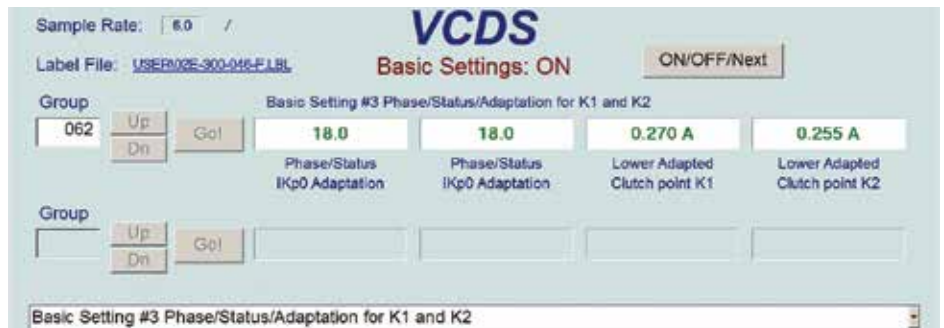 Sample Rate: 6.0 /
VCDS
Label File: USER\02E-300-046-F.LBL
Basic Settings: ON
ON/OFF/Next
Group
Basic Setting #3 Phase/Status/Adaptation for K1 and K2
062 Up Dn Go! 18.0 18.0 0.270 A 0.255 A
Phase/Status Phase/Status Lower Adapted Lower Adapted
IKp0 Adaptation IKp0 Adaptation Clutch point K1 Clutch point K2
Group
Up Dn Go!
Basic Setting #3 Phase/Status/Adaptation for K1 and K2